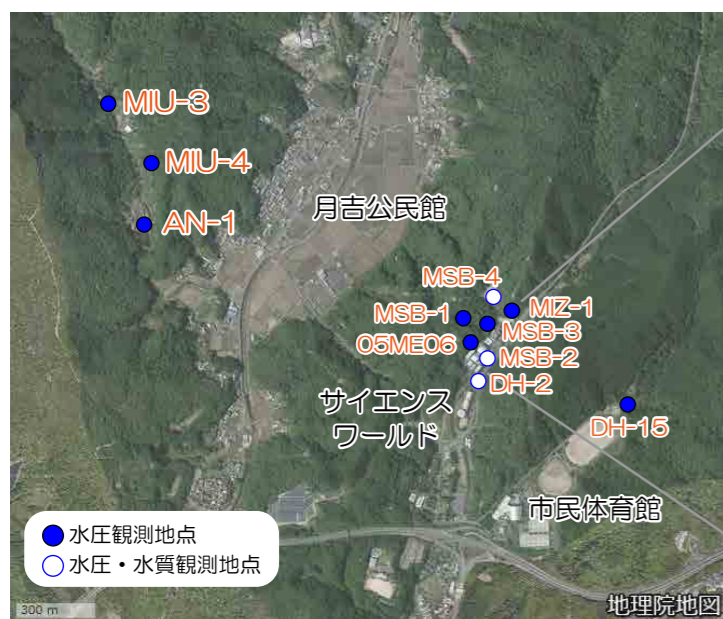 MIU-3
MIU-4
AN-1
月吉公民館
MSB-4
MSB-1
MIZ-1
MSB-3
05ME06
MSB-2
DH-2
サイエンス
ワールド
DH-15
市民体育館
水圧観測地点
水圧・水質観測地点
300 m
地理院地図